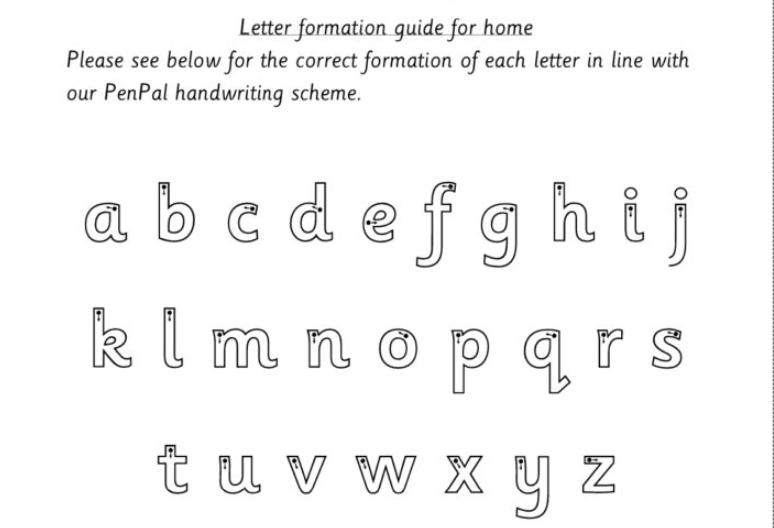 Letter formation guide for home
Please see below for the correct formation of each letter in line with
our PenPal handwriting scheme.
a b c d e f g h i j
k l m n o p q r s
t u v w x y z